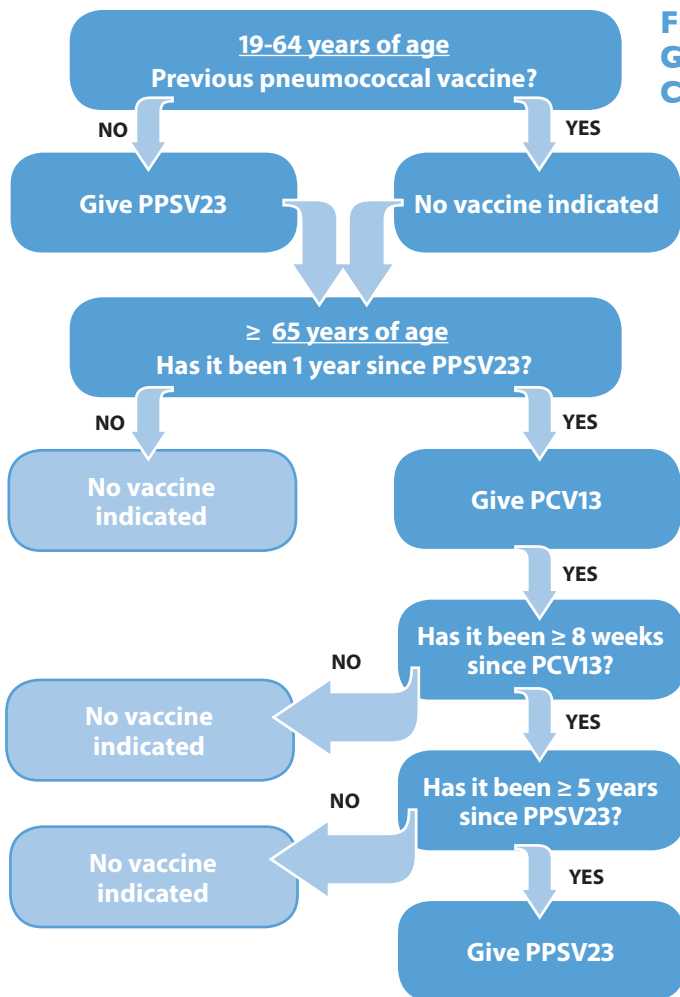 19-64 years of age
Previous pneumococcal vaccine?
F
G
C
NO
YES
Give PPSV23
No vaccine indicated
≥ 65 years of age
Has it been 1 year since PPSV23?
NO
YES
No vaccine
indicated
Give PCV13
YES
Has it been ≥ 8 weeks
since PCV13?
NO
No vaccine
indicated
YES
Has it been ≥ 5 years
since PPSV23?
NO
No vaccine
indicated
YES
Give PPSV23